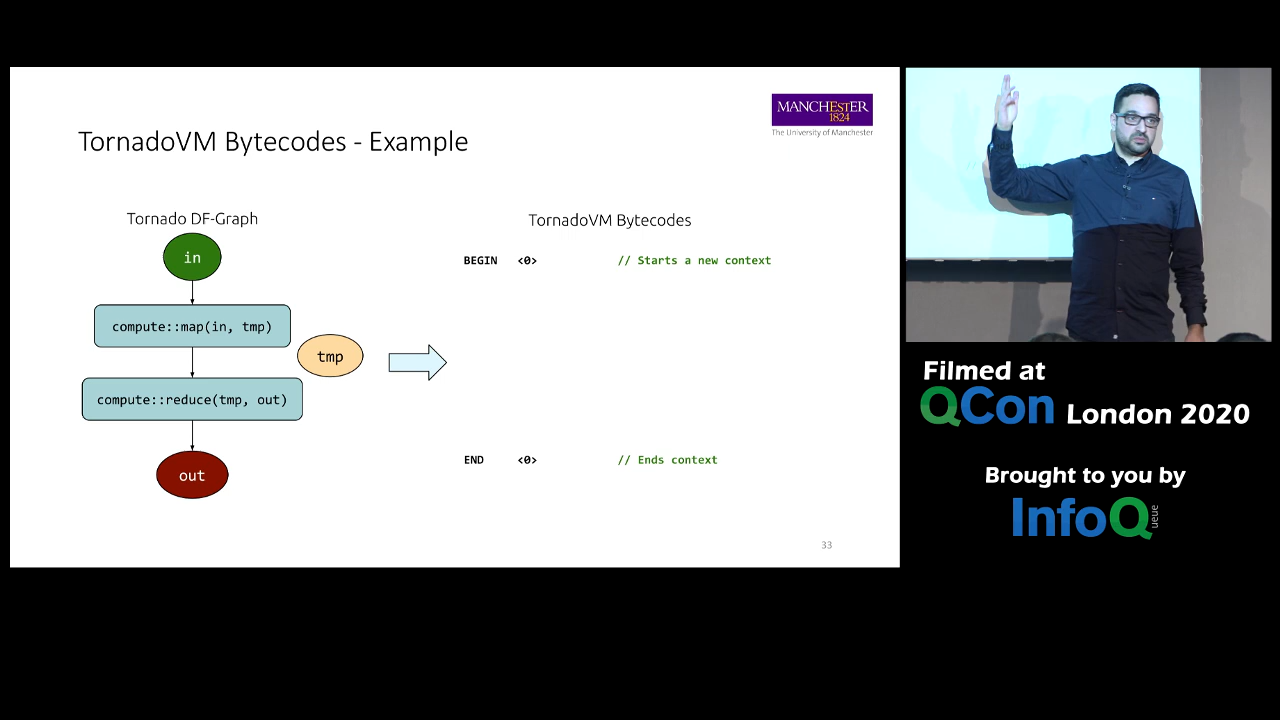 MANCHESTER
1824
The University of Manchester
TornadoVM Bytecodes - Example
Tornado DF-Graph
in
compute::map(in, tmp)
tmp
compute::reduce(tmp, out)
out
TornadoVM Bytecodes
BEGIN <0> // Starts a new context
END <0> // Ends context
33
Filmed at
QCon London 2020
Brought to you by
InfoQueue